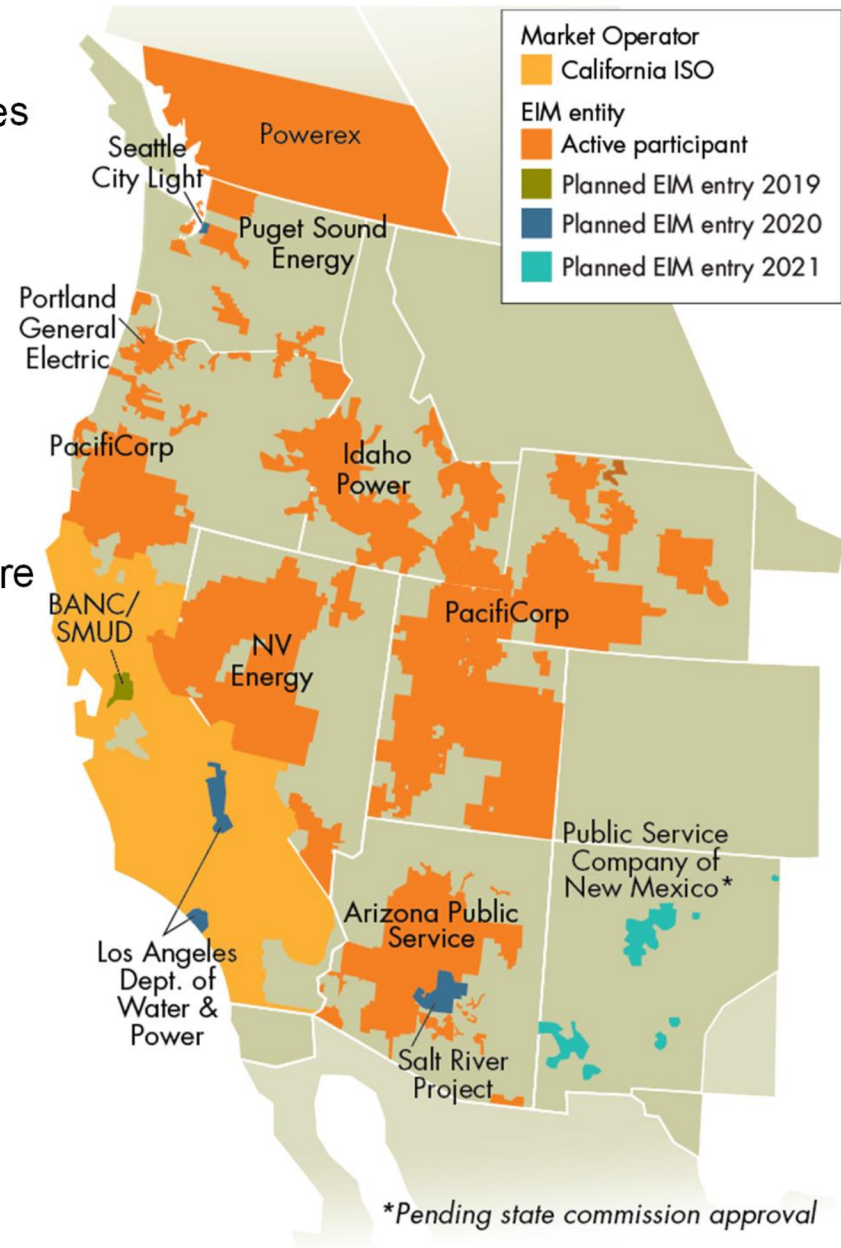 es
re
Market Operator
California ISO
EIM entity
Active participant
Planned EIM entry 2019
Planned EIM entry 2020
Planned EIM entry 2021
Powerex
Seattle
City Light
Puget Sound
Energy
Portland
General
Electric
PacifiCorp
Idaho
Power
BANC/
SMUD
NV
Energy
PacifiCorp
Public Service
Company of
New Mexico*
Arizona Public
Service
Los Angeles
Dept. of
Water &
Power
Salt River
Project
*Pending state commission approval